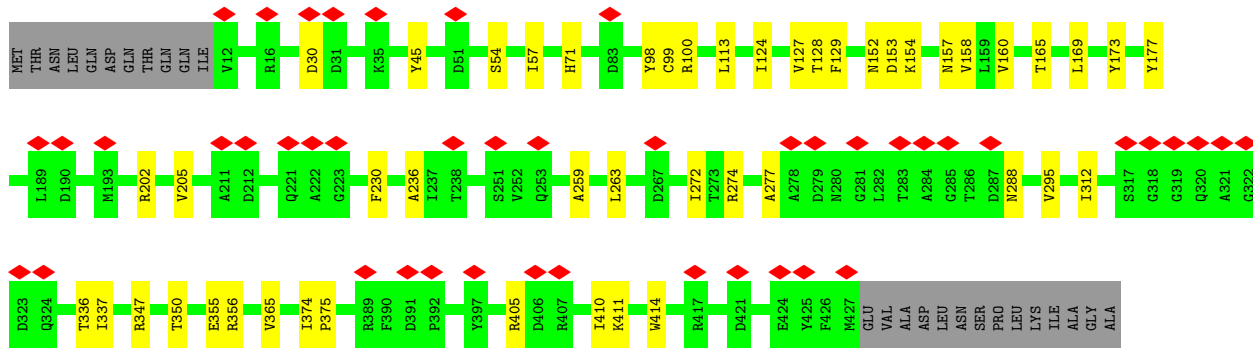 MET THR ASN LEU GLN ASP GLN THR GLN GLN ILE V12 R16 D30 D31 K35 Y45 D51 S54 I57 H71 D83 Y98 C99 R100 L113 I124 V127 T128 F129 N152 D153 K154 N157 V158 L159 V160 T165 L169 Y173 Y177
L189 D190 M193 R202 V205 A211 D212 Q221 A222 G223 F230 A236 I237 T238 S251 V252 Q253 A259 L263 D267 I272 T273 R274 A277 A278 D279 N280 G281 L282 T283 A284 G285 T286 D287 N288 V295 I312 S317 G318 G319 Q320 A321 G322
D323 Q324 T336 I337 R347 T350 E355 R356 V365 I374 P375 R389 F390 D391 P392 Y397 R405 D406 R407 I410 K411 W414 R417 D421 E424 Y425 F426 M427 GLU VAL ALA ASP LEU ASN SER PRO LEU LYS ILE ALA GLY ALA